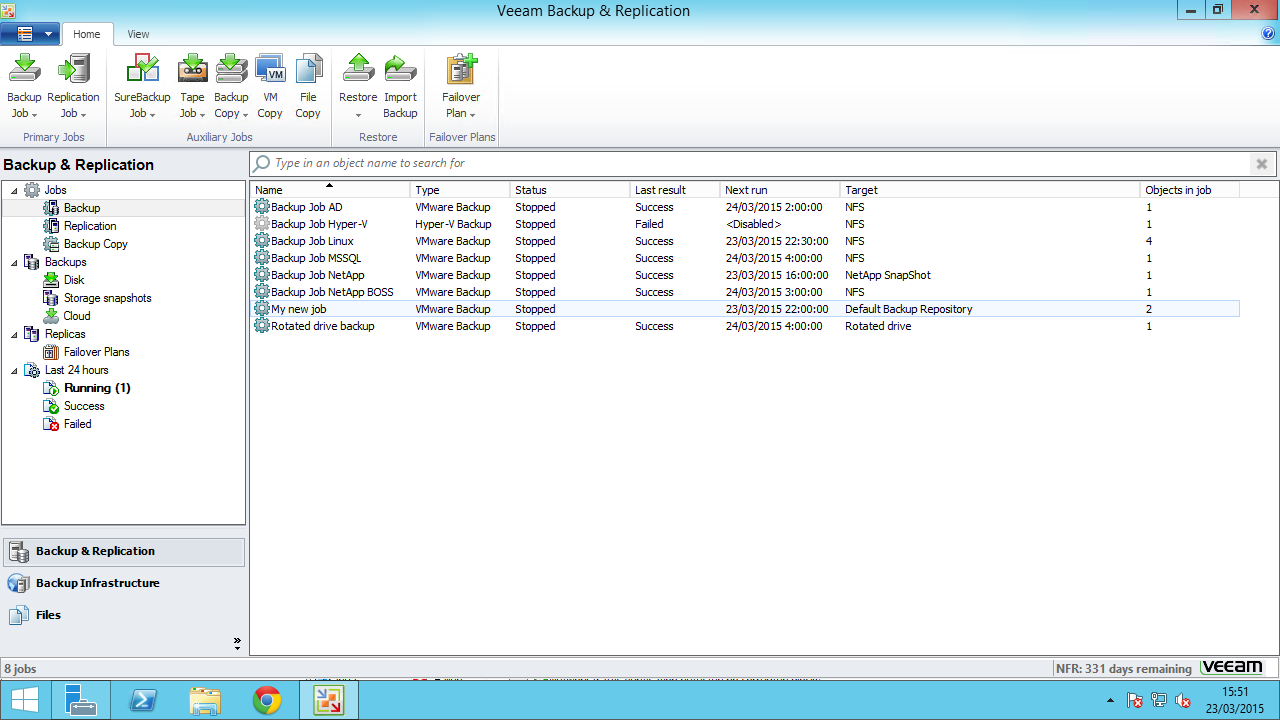 Veeam Backup & Replication
Home View
Backup Job Replication Job SureBackup Job Tape Job Backup Copy VM Copy File Copy Restore Import Backup Failover Plan
VM
Primary Jobs Auxiliary Jobs Restore Failover Plans
Backup & Replication
Type in an object name to search for
Jobs
Backup
Replication
Backup Copy
Backups
Disk
Storage snapshots
Cloud
Replicas
Failover Plans
Last 24 hours
Running (1)
Success
Failed
Name Type Status Last result Next run Target Objects in job
Backup Job AD VMware Backup Stopped Success 24/03/2015 2:00:00 NFS 1
Backup Job Hyper-V Hyper-V Backup Stopped Failed <Disabled> NFS 1
Backup Job Linux VMware Backup Stopped Success 23/03/2015 22:30:00 NFS 4
Backup Job MSSQL VMware Backup Stopped Success 24/03/2015 4:00:00 NFS 1
Backup Job NetApp VMware Backup Stopped Success 23/03/2015 16:00:00 NetApp SnapShot 1
Backup Job NetApp BOSS VMware Backup Stopped Success 24/03/2015 3:00:00 NFS 1
My new job VMware Backup Stopped 23/03/2015 22:00:00 Default Backup Repository 2
Rotated drive backup VMware Backup Stopped Success 24/03/2015 4:00:00 Rotated drive 1
Backup & Replication
Backup Infrastructure
Files
8 jobs
NFR: 331 days remaining veeam
15:51
23/03/2015